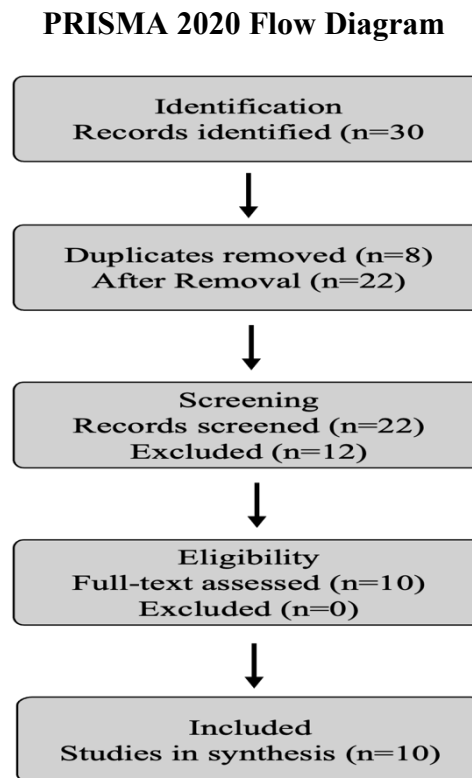 PRISMA 2020 Flow Diagram
Identification
Records identified (n=30
Duplicates removed (n=8)
After Removal (n=22)
Screening
Records screened (n=22)
Excluded (n=12)
Eligibility
Full-text assessed (n=10)
Excluded (n=0)
Included
Studies in synthesis (n=10)